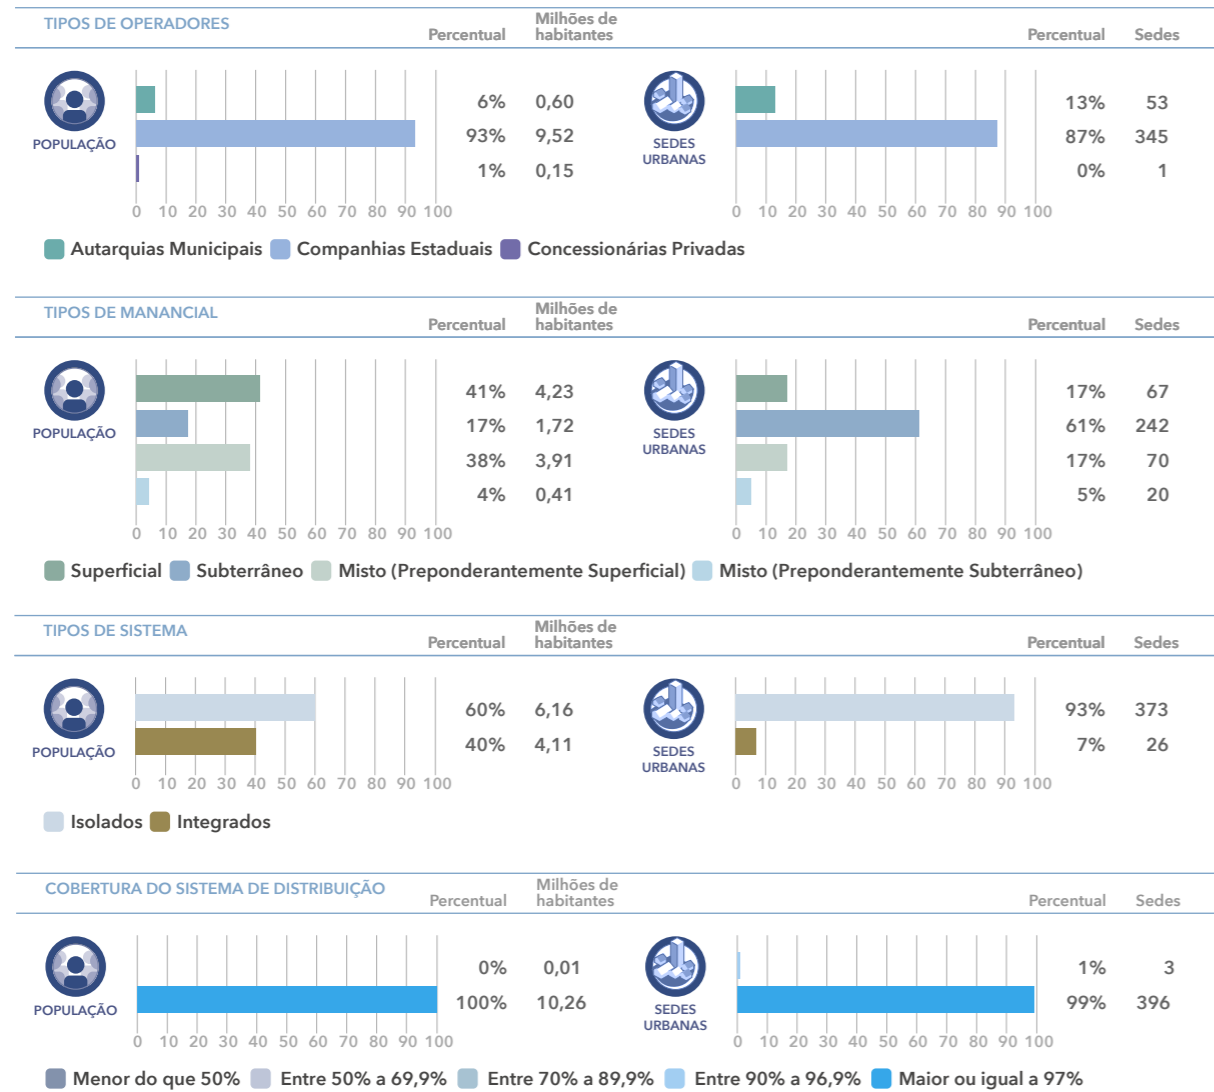 TIPOS DE OPERADORES Percentual Milhões de habitantes Percentual Sedes
POPULAÇÃO
6% 0,60
93% 9,52
1% 0,15
0 10 20 30 40 50 60 70 80 90 100
SEDES
URBANAS
13% 53
87% 345
0% 1
0 10 20 30 40 50 60 70 80 90 100
Autarquias Municipais Companhias Estaduais Concessionárias Privadas
TIPOS DE MANANCIAL Percentual Milhões de habitantes Percentual Sedes
POPULAÇÃO
41% 4,23
17% 1,72
38% 3,91
4% 0,41
0 10 20 30 40 50 60 70 80 90 100
SEDES
URBANAS
17% 67
61% 242
17% 70
5% 20
0 10 20 30 40 50 60 70 80 90 100
Superficial Subterrâneo Misto (Preponderantemente Superficial) Misto (Preponderantemente Subterrâneo)
TIPOS DE SISTEMA Percentual Milhões de habitantes Percentual Sedes
POPULAÇÃO
60% 6,16
40% 4,11
0 10 20 30 40 50 60 70 80 90 100
SEDES
URBANAS
93% 373
7% 26
0 10 20 30 40 50 60 70 80 90 100
Isolados Integrados
COBERTURA DO SISTEMA DE DISTRIBUIÇÃO Percentual Milhões de habitantes Percentual Sedes
POPULAÇÃO
0% 0,01
100% 10,26
0 10 20 30 40 50 60 70 80 90 100
SEDES
URBANAS
1% 3
99% 396
0 10 20 30 40 50 60 70 80 90 100
Menor do que 50% Entre 50% a 69,9% Entre 70% a 89,9% Entre 90% a 96,9% Maior ou igual a 97%